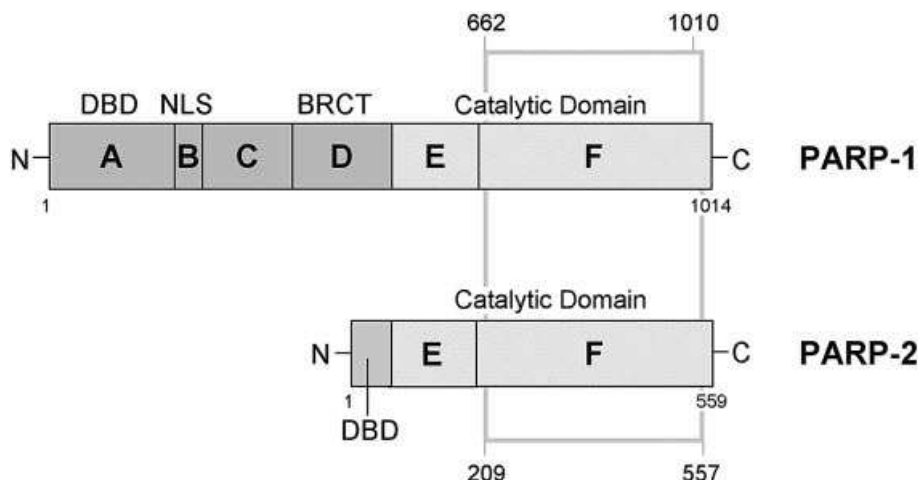 662 1010
DBD NLS BRCT Catalytic Domain
N A B C D E F C PARP-1
1 1014
Catalytic Domain
N E F C PARP-2
1 559
DBD
209 557